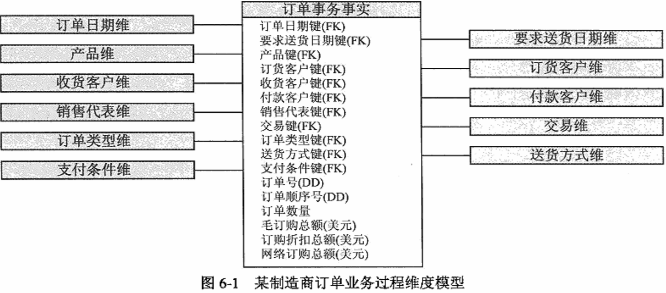 订单事务事实
订单日期维
产品维
收货客户维
销售代表维
订单类型维
支付条件维
订单日期键(FK)
要求送货日期键(FK)
产品键(FK)
订货客户键(FK)
收货客户键(FK)
付款客户键(FK)
销售代表键(FK)
交易键(FK)
订单类型键(FK)
送货方式键(FK)
支付条件键(FK)
订单号(DD)
订单顺序号(DD)
订单数量
毛订购总额(美元)
订购折扣总额(美元)
网络订购总额(美元)
要求送货日期维
订货客户维
付款客户维
交易维
送货方式维
图 6-1 某制造商订单业务过程维度模型